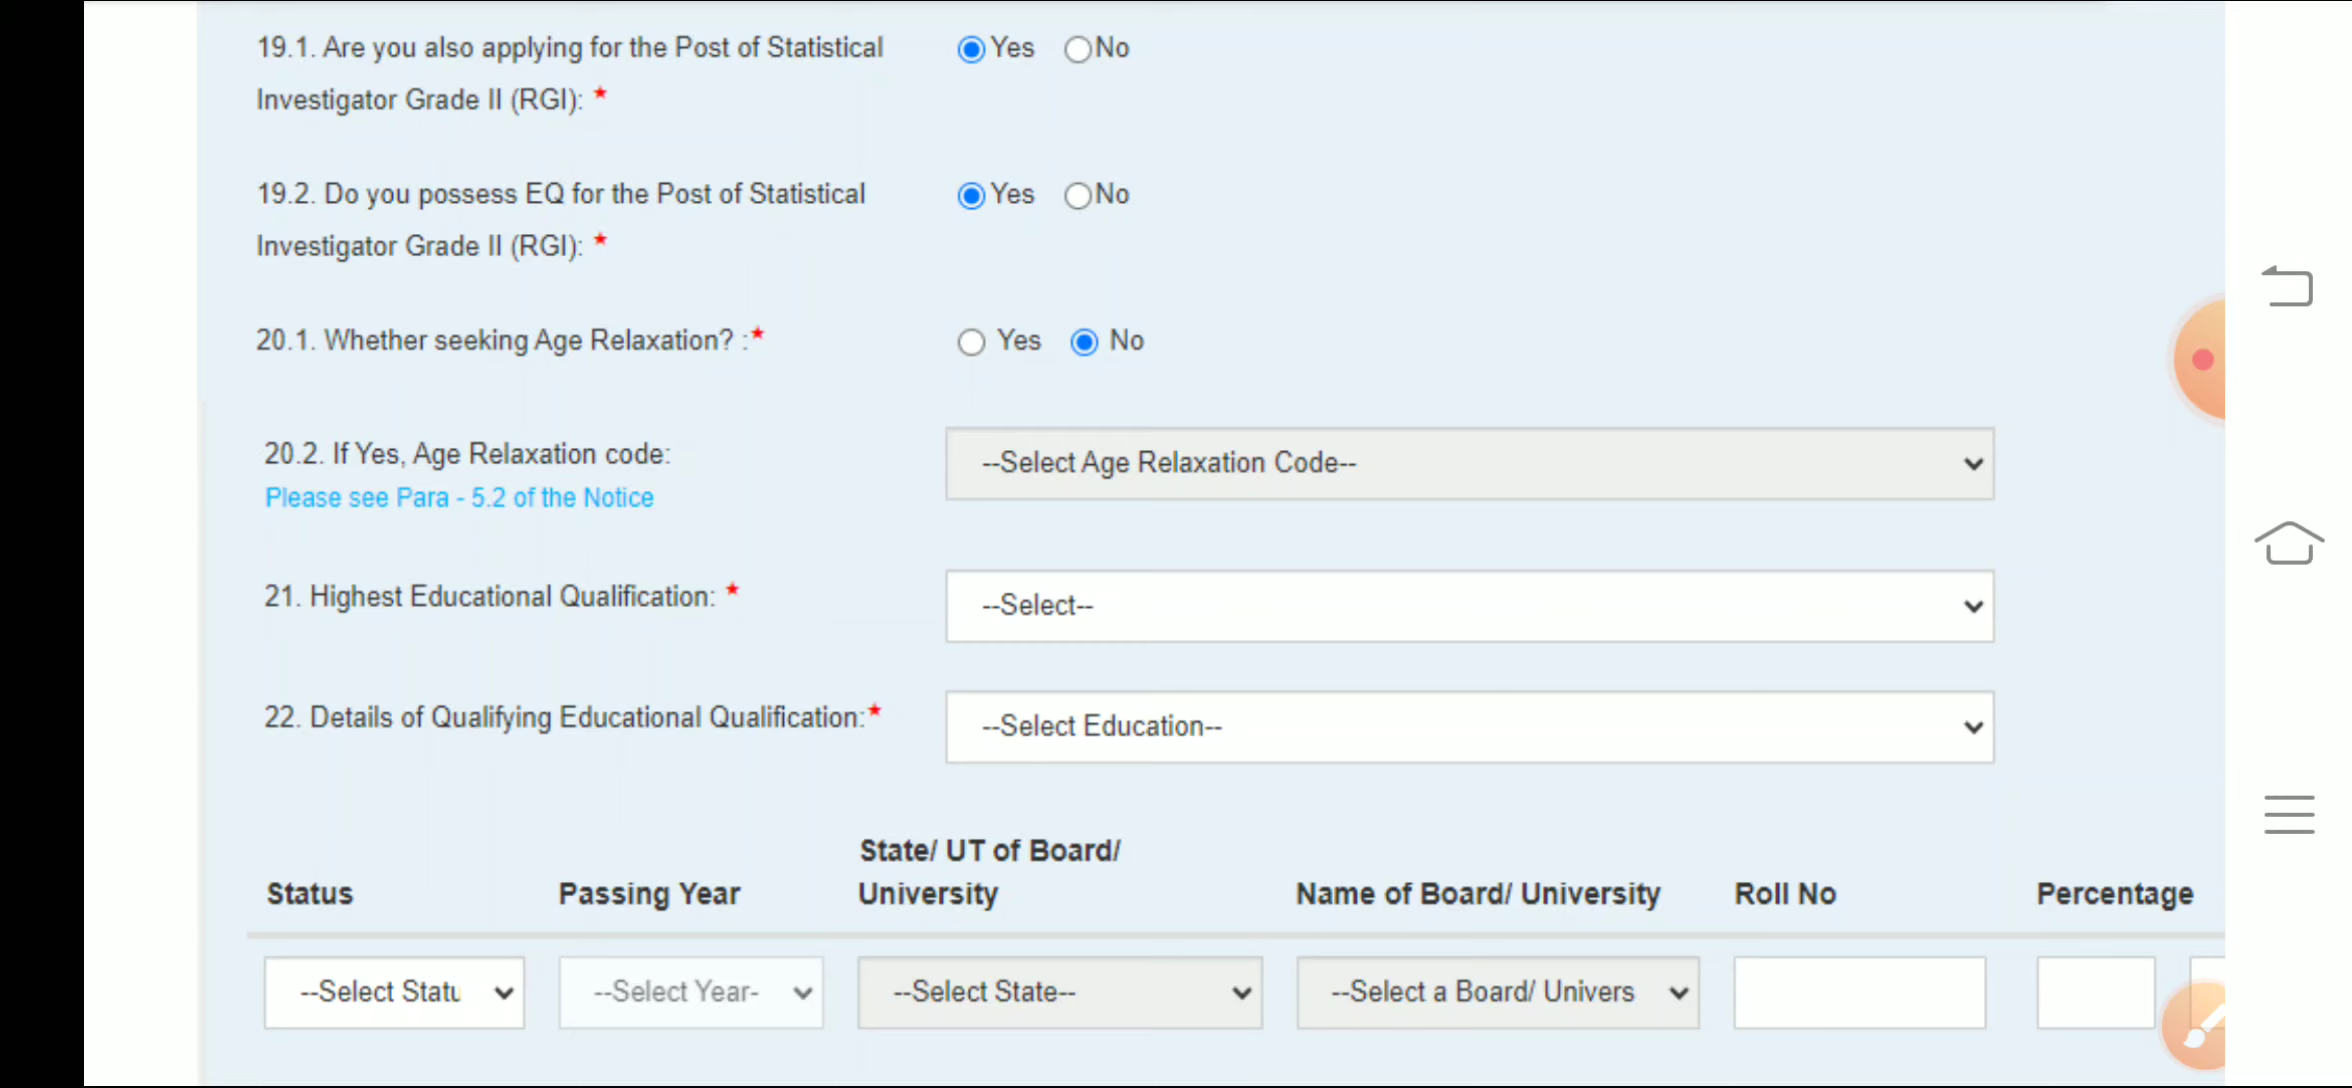 19.1. Are you also applying for the Post of Statistical Yes No
Investigator Grade II (RGI): *
19.2. Do you possess EQ for the Post of Statistical Yes No
Investigator Grade II (RGI): *
20.1. Whether seeking Age Relaxation? :* Yes No
20.2. If Yes, Age Relaxation code: --Select Age Relaxation Code--
Please see Para - 5.2 of the Notice
21. Highest Educational Qualification: * --Select--
22. Details of Qualifying Educational Qualification:* --Select Education--
State/ UT of Board/
Status Passing Year University Name of Board/ University Roll No Percentage
--Select Statu --Select Year- --Select State-- --Select a Board/ Univers